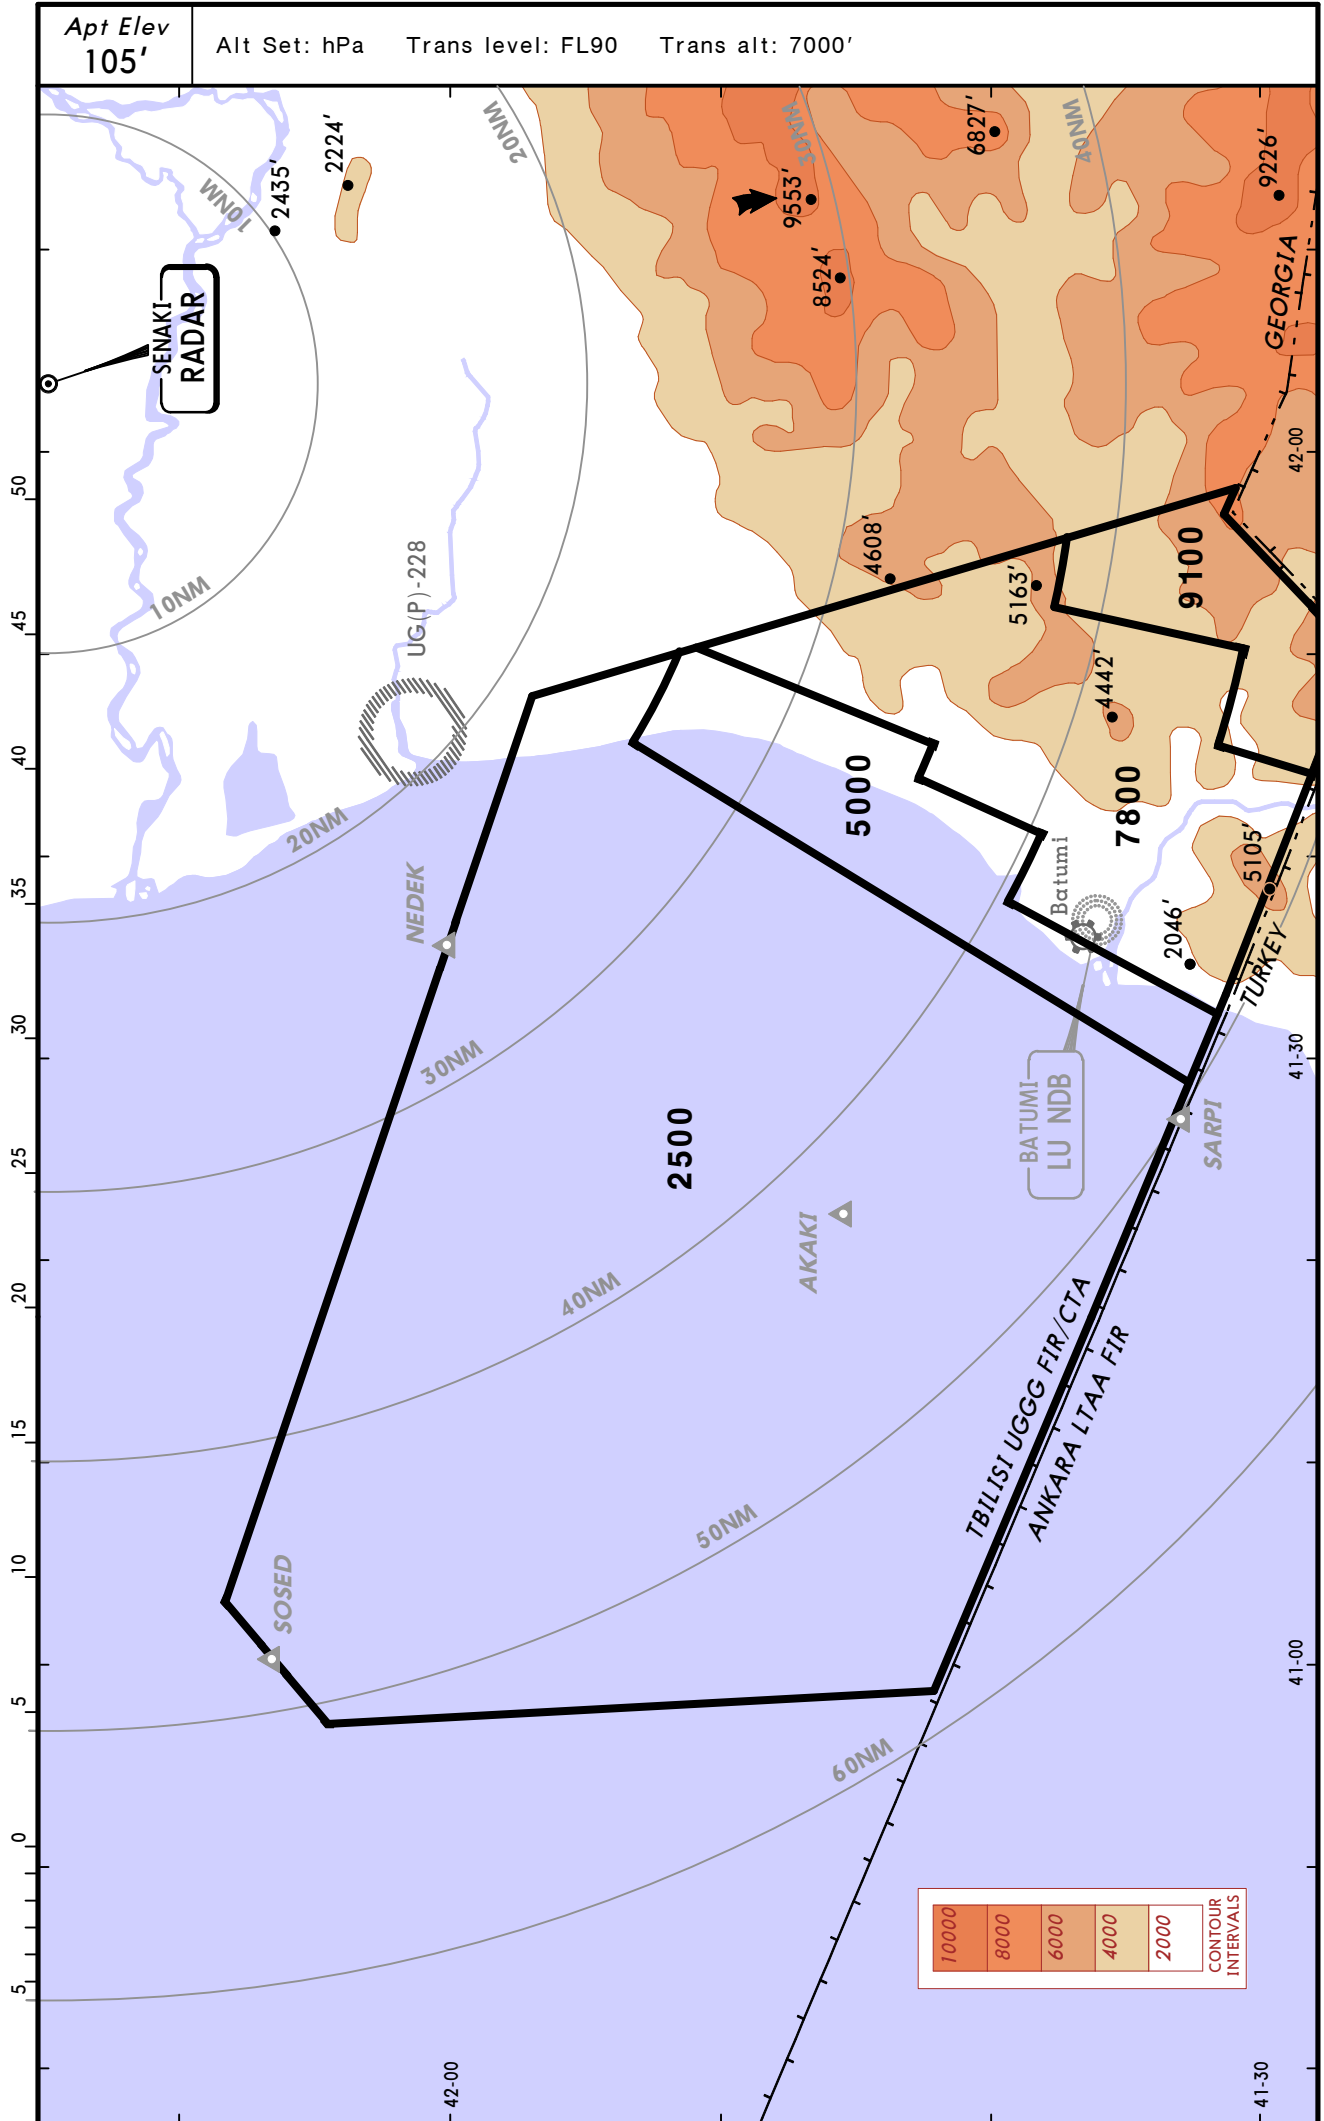 Apt Elev
105'
Alt Set: hPa Trans level: FL90 Trans alt: 7000'
SENAKI
RADAR
10NM
2435'
2224'
20NM
30NM
9553'
8524'
6827'
40NM
9226'
GEORGIA
42-00
10NM
UG(P)-228
4608'
5163'
4442'
9100
7800
5000
20NM
NEDEK
Batumi
2046'
5105'
TURKEY
30NM
BATUMI
LU NDB
SARPI
41-30
2500
AKAKI
40NM
50NM
TBILISI UGGG FIR/CTA
ANKARA LTAA FIR
SOSED
41-00
60NM
50
45
40
35
30
25
20
15
10
5
0
5
10000
8000
6000
4000
2000
CONTOUR
INTERVALS
42-00
41-30